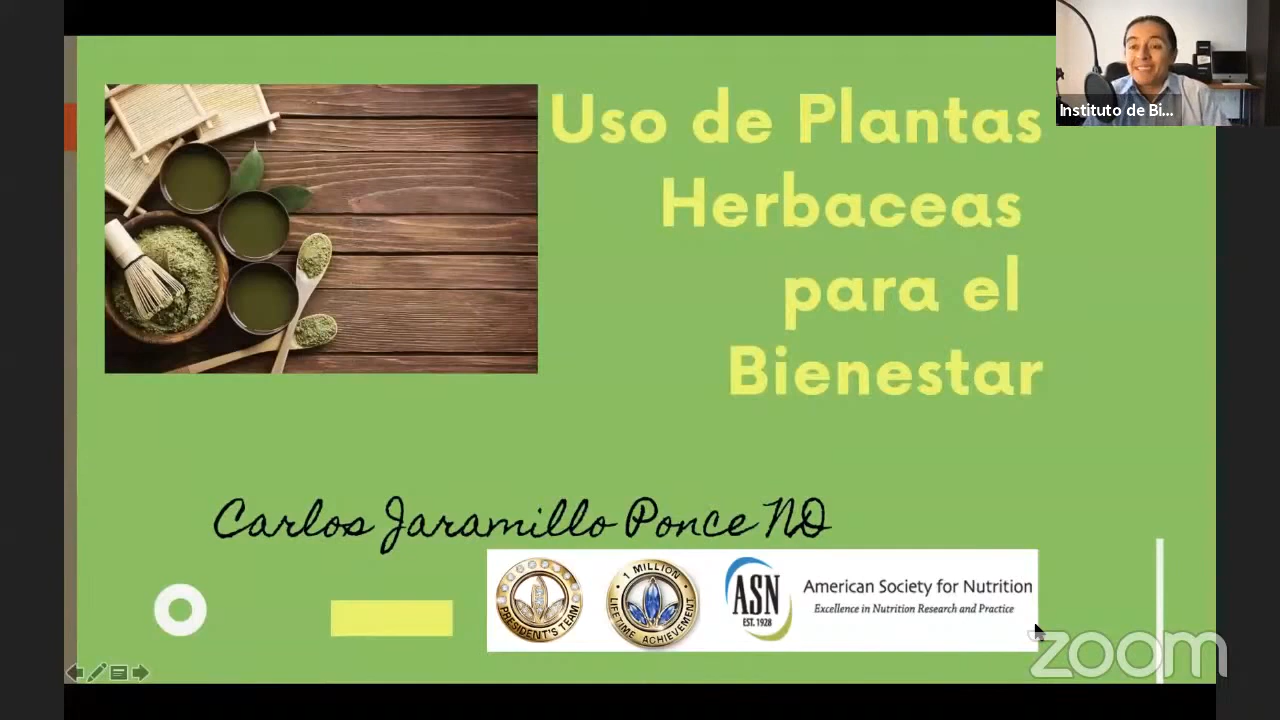 Uso de Plantas
Herbaceas
para el
Bienestar
Instituto de Bi...
Carlos Jaramillo Ponce ND
PRESIDENT'S TEAM
1 MILLION
LIFETIME ACHIEVEMENT
ASN
EST. 1928
American Society for Nutrition
Excellence in Nutrition Research and Practice
zoom